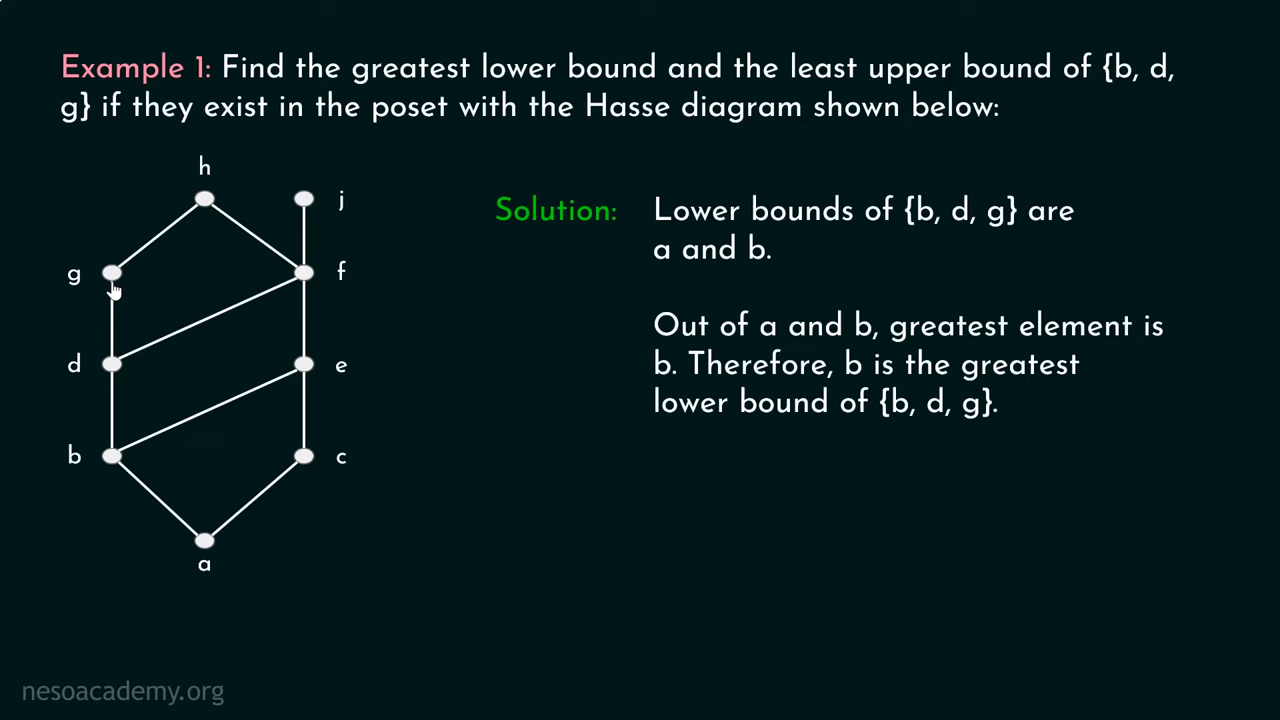 Example 1: Find the greatest lower bound and the least upper bound of {b, d,
g} if they exist in the poset with the Hasse diagram shown below:
h
j
Solution: Lower bounds of {b, d, g} are
a and b.
g
f
Out of a and b, greatest element is
d
e
b. Therefore, b is the greatest
lower bound of {b, d, g}.
b
c
a
nesoacademy.org